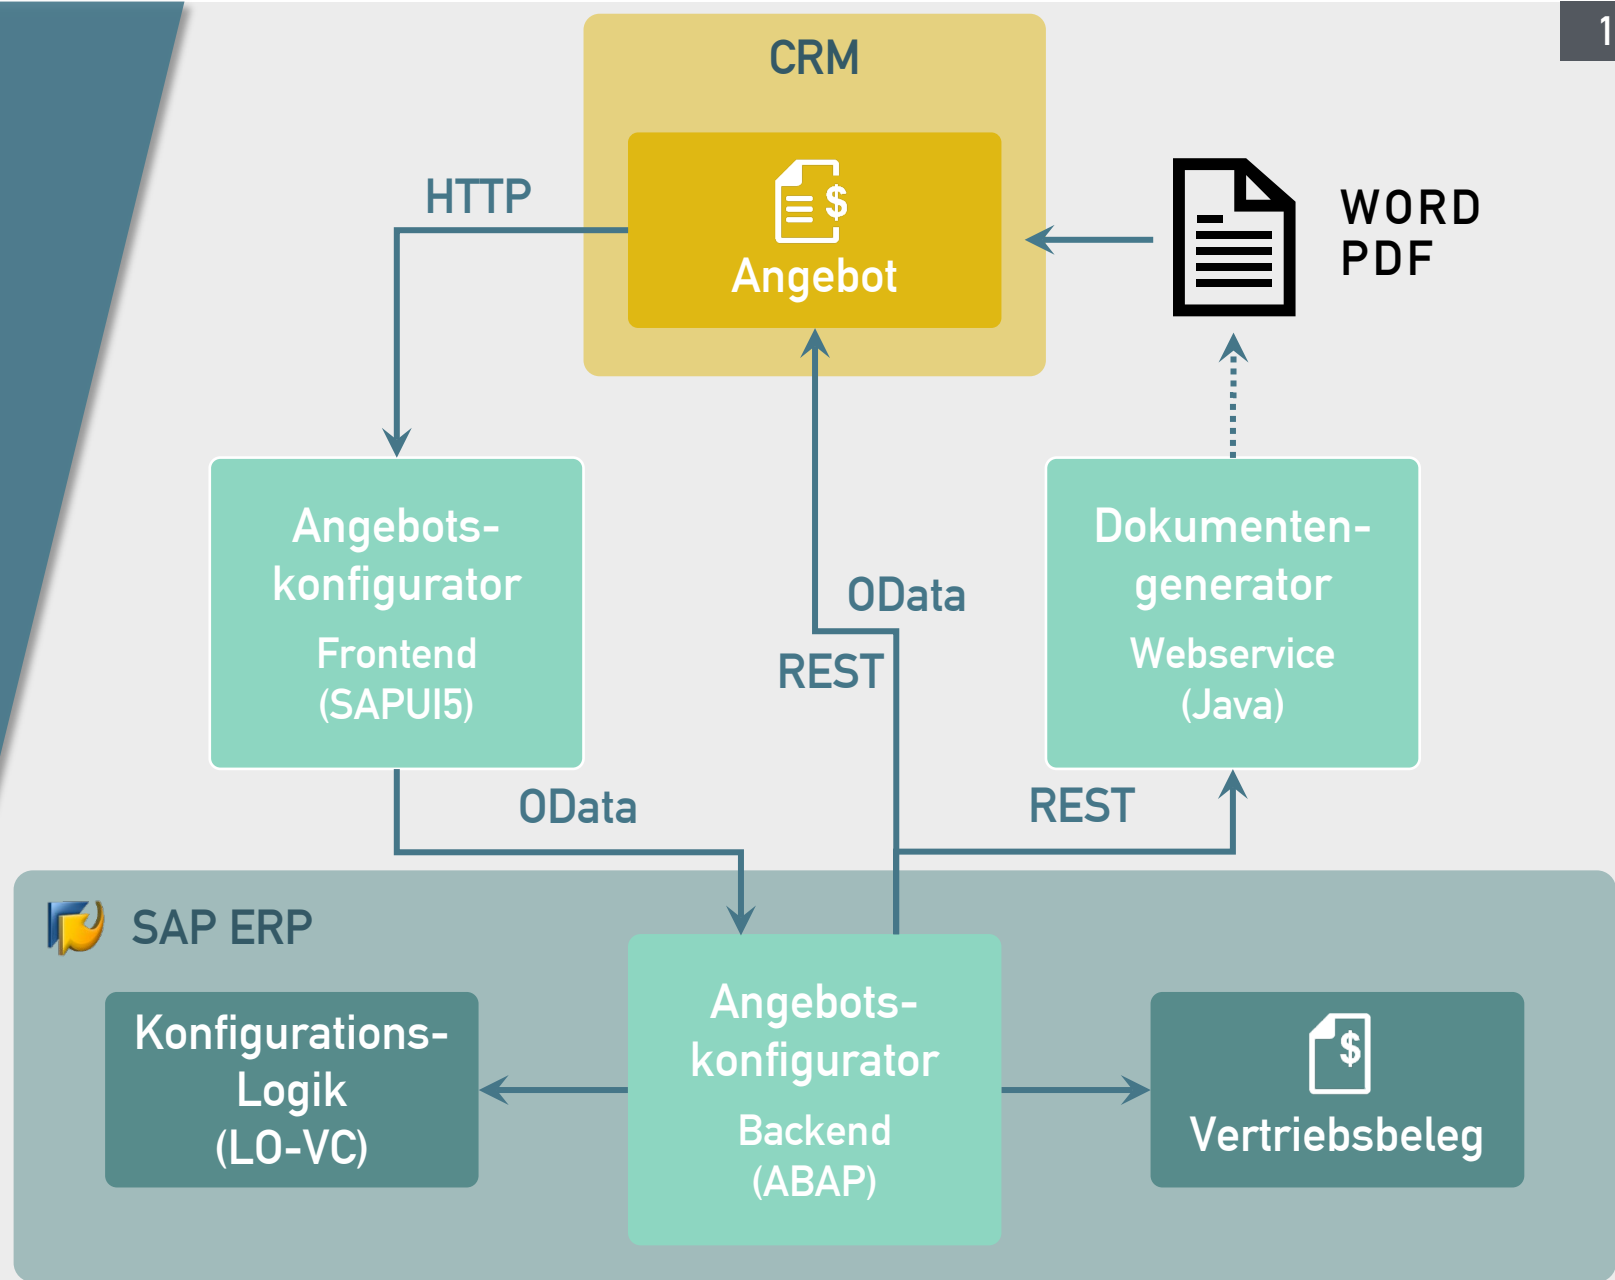 1
CRM
$
Angebot
HTTP
WORD
PDF
Angebots-
konfigurator
Frontend
(SAPUI5)
OData
REST
Dokumenten-
generator
Webservice
(Java)
OData
REST
SAP ERP
Konfigurations-
Logik
(LO-VC)
Angebots-
konfigurator
Backend
(ABAP)
$
Vertriebsbeleg